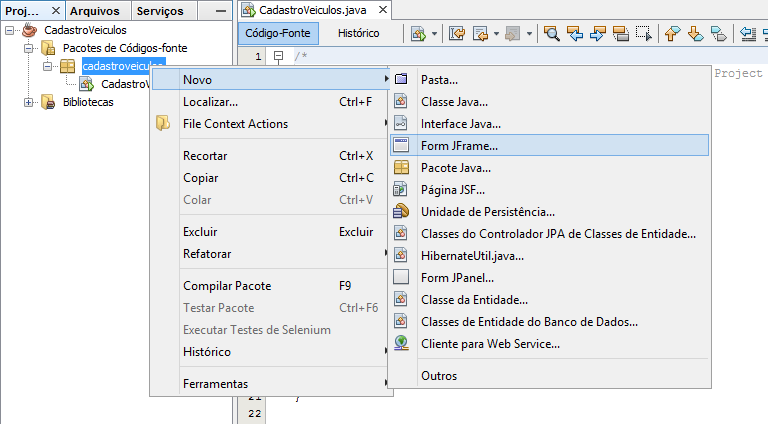 Proj... Arquivos Serviços
CadastroVeiculos.java
CadastroVeiculos
Código-Fonte Histórico
Pacotes de Códigos-fonte
1 /*
cadastroveiculos
Project
CadastroV
Bibliotecas
Novo
Localizar... Ctrl+F
File Context Actions
Recortar Ctrl+X
Copiar Ctrl+C
Colar Ctrl+V
Excluir Excluir
Refatorar
Compilar Pacote F9
Testar Pacote Ctrl+F6
Executar Testes de Selenium
Histórico
Ferramentas
Pasta...
Classe Java...
Interface Java...
Form JFrame...
Pacote Java...
Página JSF...
Unidade de Persistência...
Classes do Controlador JPA de Classes de Entidade...
HibernateUtil.java...
Form JPanel...
Classe da Entidade...
Classes de Entidade do Banco de Dados...
Cliente para Web Service...
Outros
21 }
22